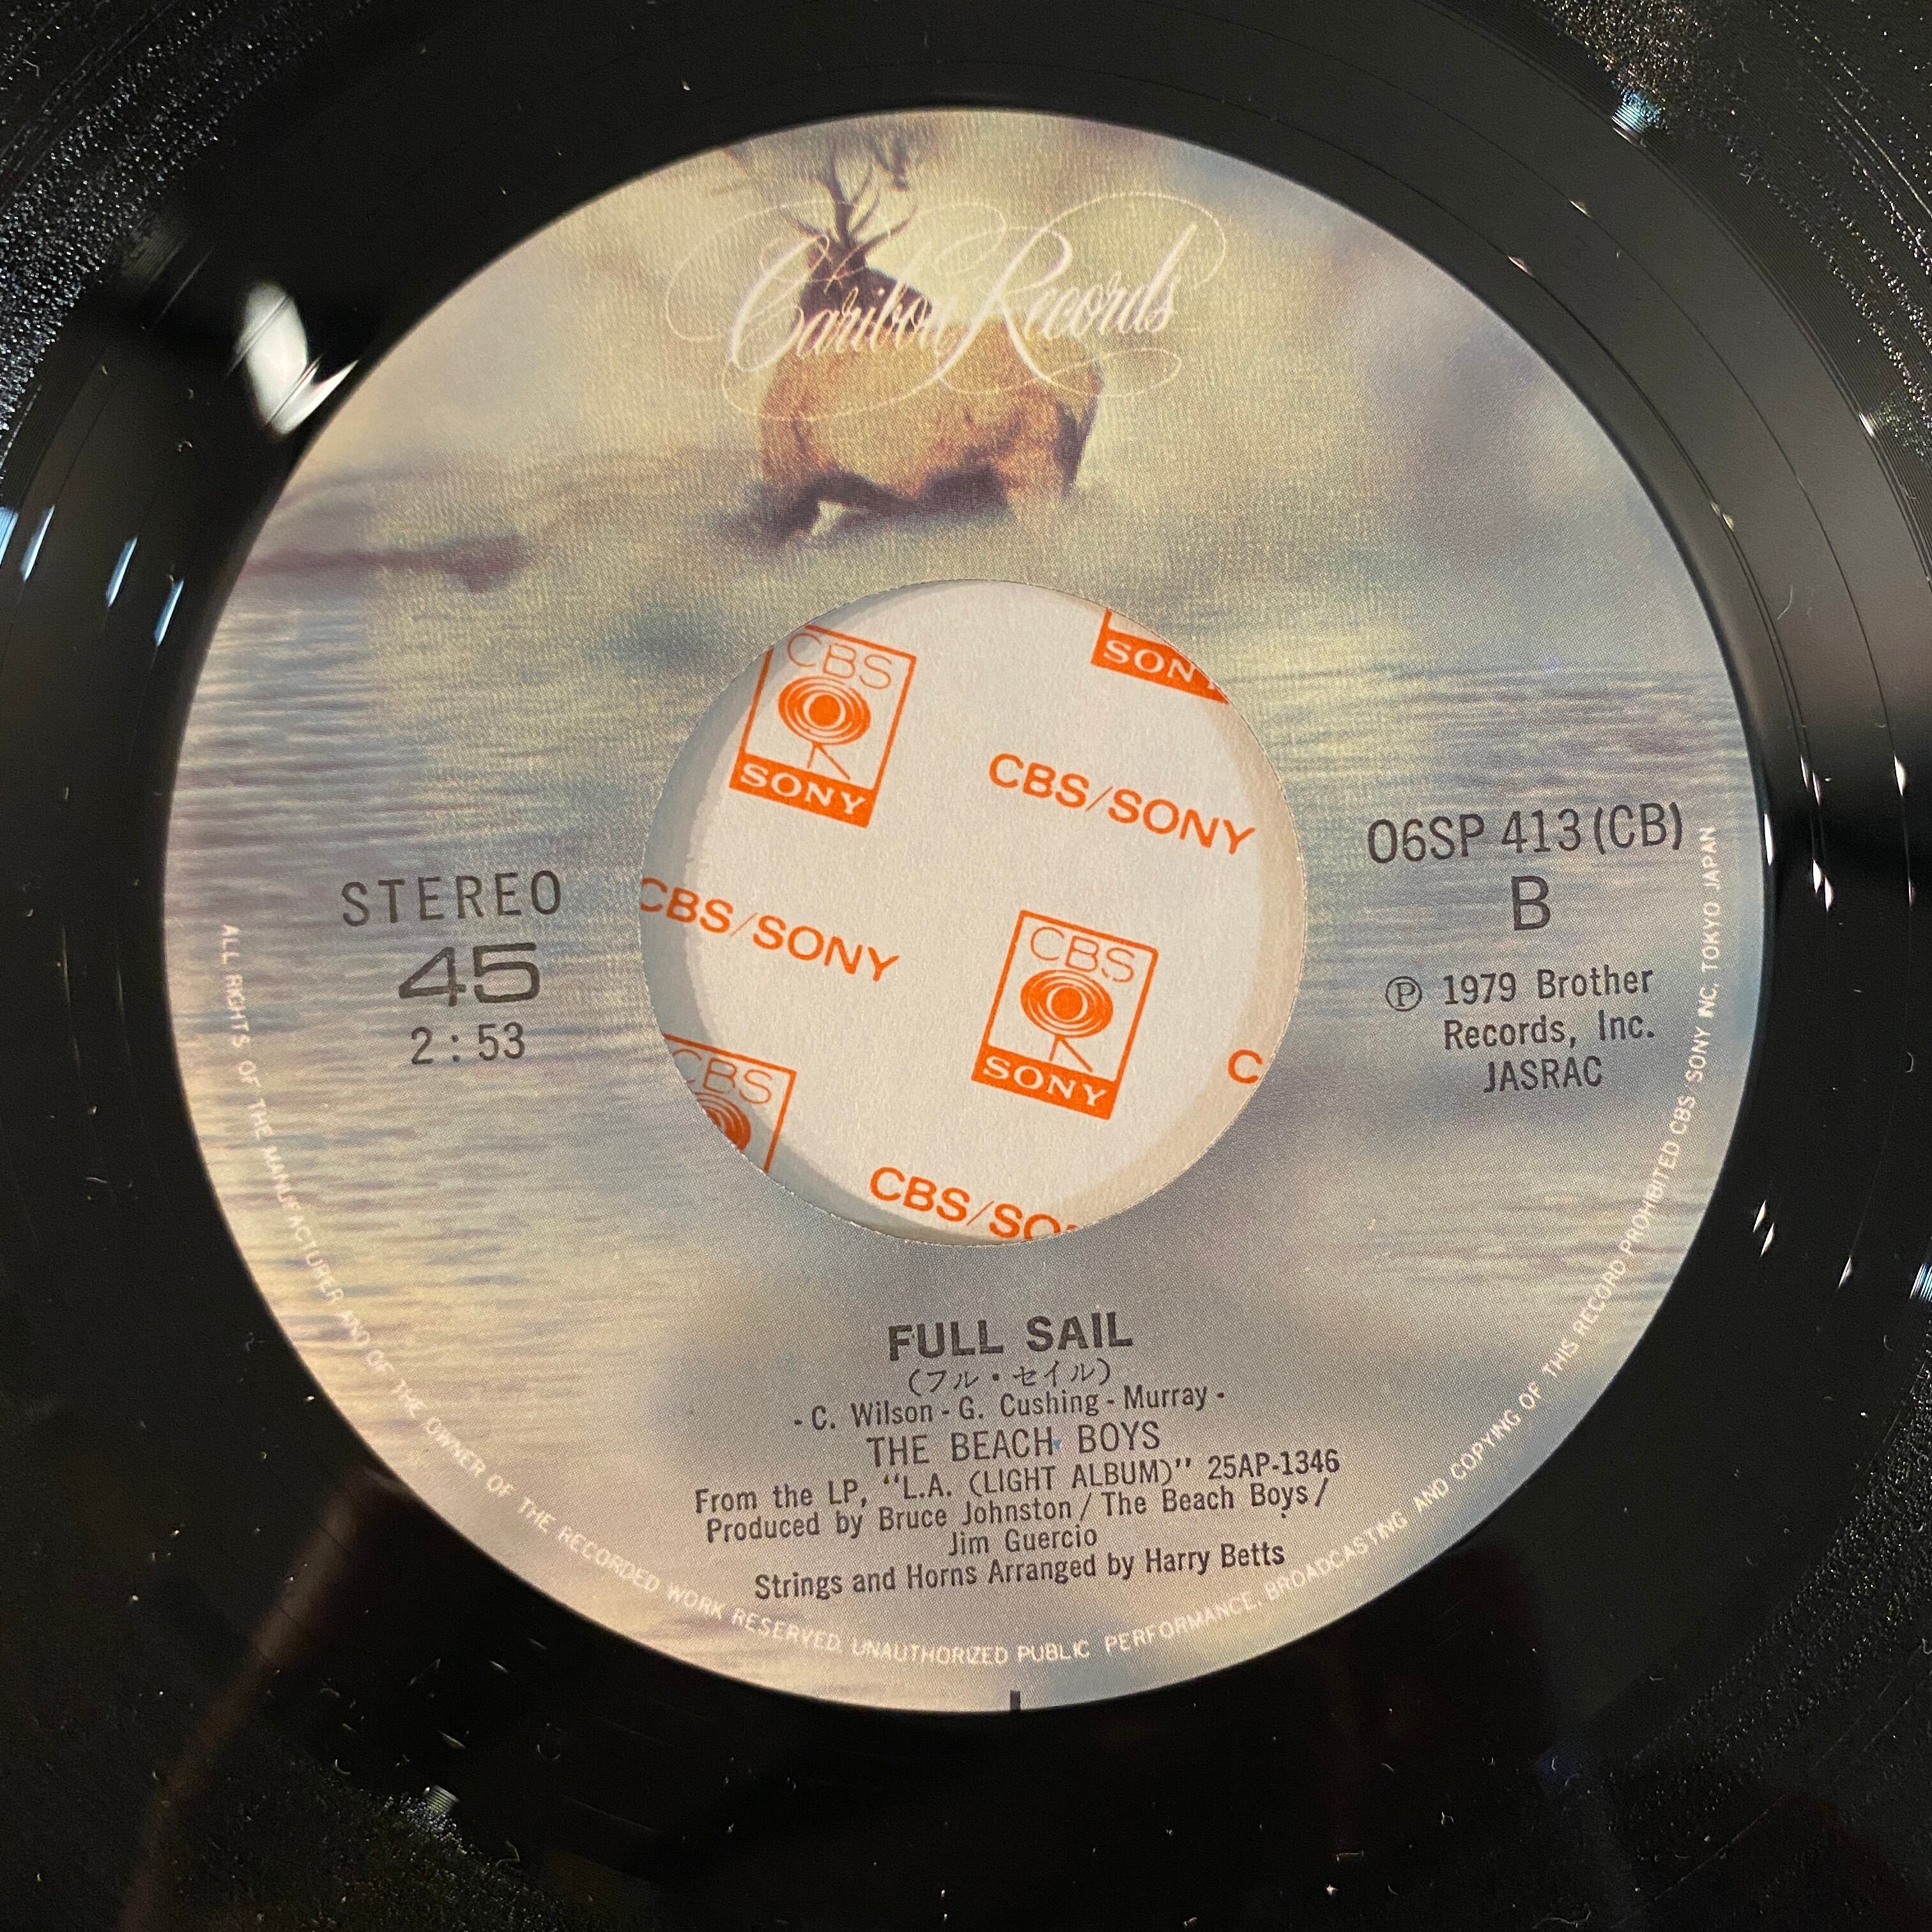 Caribou Records
CBS
SONY
SONY
CBS/SONY
CBS/SONY
CBS
SONY
CBS
CBS/SO
STEREO
45
2:53
06SP 413 (CB)
B
Ⓟ 1979 Brother
Records, Inc.
JASRAC
FULL SAIL
(フル・セイル)
- C. Wilson - G. Cushing - Murray -
THE BEACH BOYS
From the LP, "L.A. (LIGHT ALBUM)" 25AP-1346
Produced by Bruce Johnston / The Beach Boys /
Jim Guercio
Strings and Horns Arranged by Harry Betts
ALL RIGHTS OF THE MANUFACTURER AND OF THE OWNER OF THE RECORDED WORK RESERVED. UNAUTHORIZED PUBLIC PERFORMANCE, BROADCASTING AND COPYING OF THIS RECORD PROHIBITED CBS SONY INC. TOKYO JAPAN